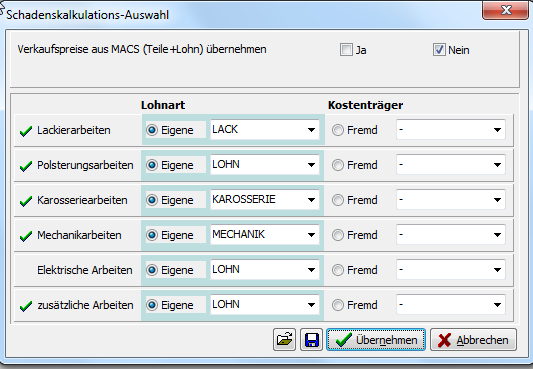 Schadenskalkulations-Auswahl
Verkaufspreise aus MACS (Teile+Lohn) übernehmen Ja Nein
Lohnart Kostenträger
Lackierarbeiten Eigene LACK Fremd -
Polsterungsarbeiten Eigene LOHN Fremd -
Karosseriearbeiten Eigene KAROSSERIE Fremd -
Mechanikarbeiten Eigene MECHANIK Fremd -
Elektrische Arbeiten Eigene LOHN Fremd -
zusätzliche Arbeiten Eigene LOHN Fremd -
Übernehmen Abbrechen